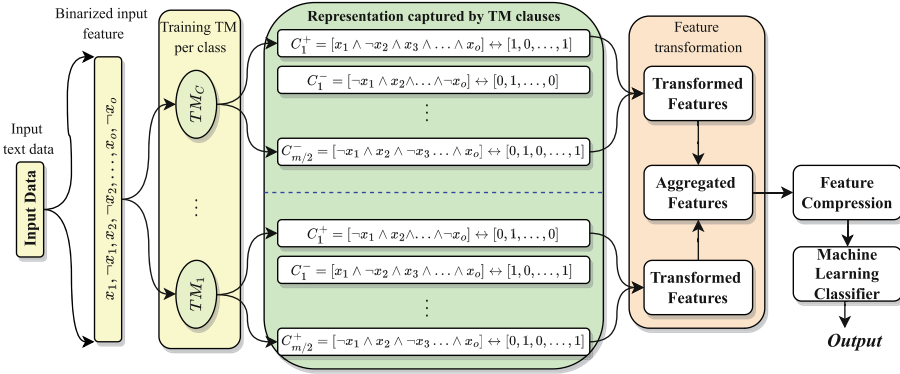 Input
text data
Input Data
Binarized input
feature
x₁, ¬x₁, x₂, ¬x₂, . . . , xₒ, ¬xₒ
Training TM
per class
TM_C
...
TM₁
Representation captured by TM clauses
C₁⁺ = [x₁ ∧ ¬x₂ ∧ x₃ ∧ . . . ∧ xₒ] ↔ [1, 0, . . . , 1]
C₁⁻ = [¬x₁ ∧ x₂∧. . .∧¬xₒ] ↔ [0, 1, . . . , 0]
⋮
C⁻_{m/2} = [¬x₁ ∧ x₂ ∧ ¬x₃ . . . ∧ xₒ] ↔ [0, 1, 0, . . . , 1]
C₁⁺ = [¬x₁ ∧ x₂∧. . .∧¬xₒ] ↔ [0, 1, . . . , 0]
C₁⁻ = [x₁ ∧ ¬x₂ ∧ x₃ ∧ . . . ∧ xₒ] ↔ [1, 0, . . . , 1]
⋮
C⁺_{m/2} = [¬x₁ ∧ x₂ ∧ ¬x₃ . . . ∧ xₒ] ↔ [0, 1, 0, . . . , 1]
Feature
transformation
Transformed
Features
Aggregated
Features
Transformed
Features
Feature
Compression
Machine
Learning
Classifier
Output